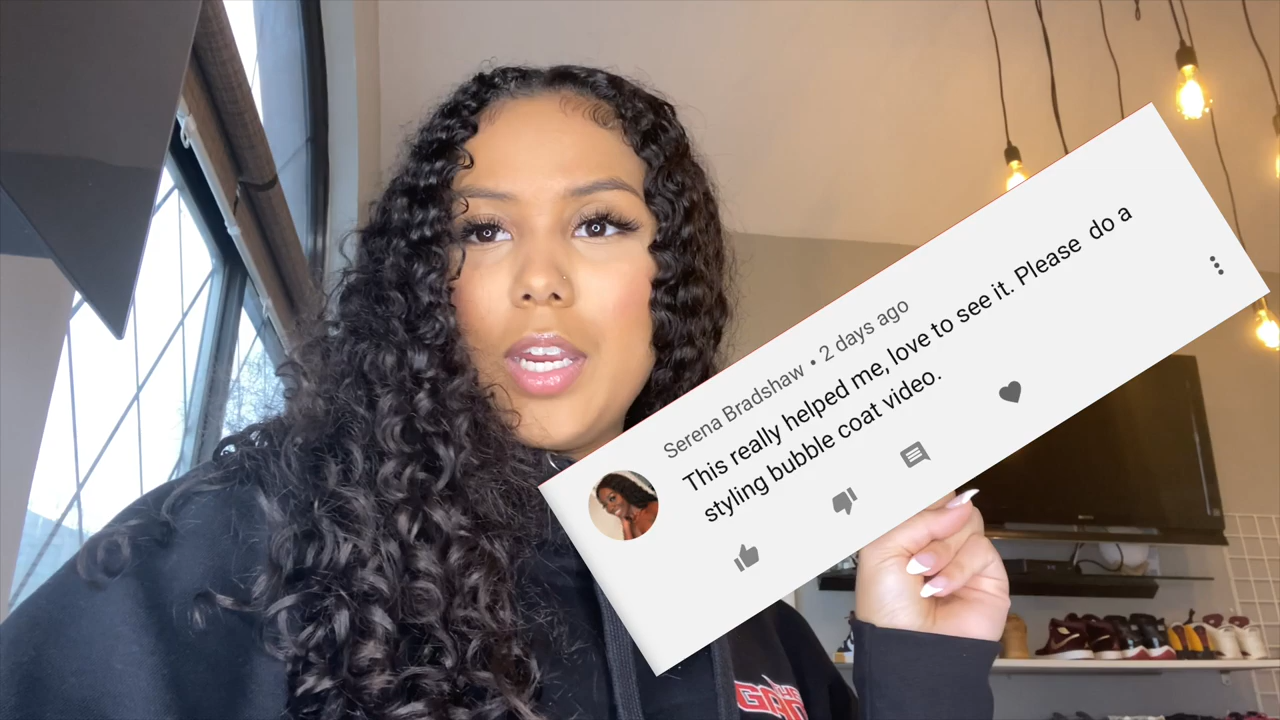 Serena Bradshaw • 2 days ago
This really helped me, love to see it. Please  do a
styling bubble coat video.